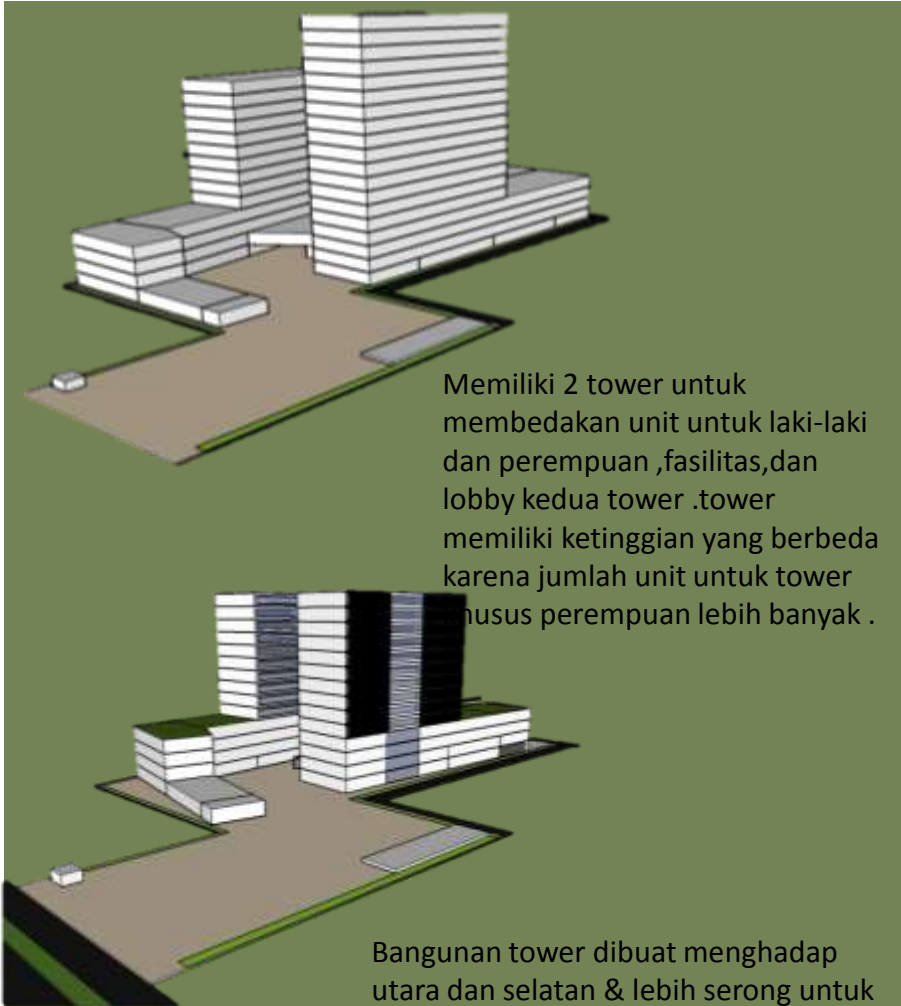 Memiliki 2 tower untuk
membedakan unit untuk laki-laki
dan perempuan ,fasilitas,dan
lobby kedua tower .tower
memiliki ketinggian yang berbeda
karena jumlah unit untuk tower
perempuan lebih banyak .
Bangunan tower dibuat menghadap
utara dan selatan & lebih serong untuk